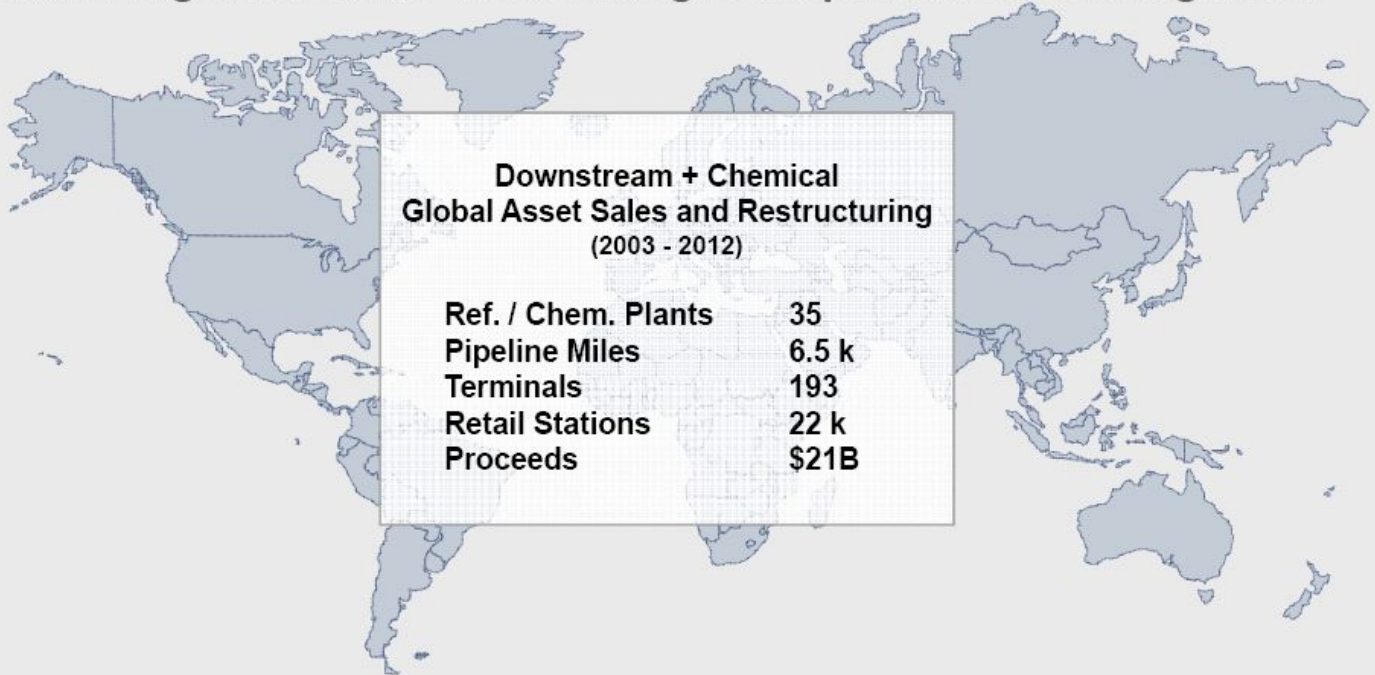 Downstream + Chemical
Global Asset Sales and Restructuring
(2003 - 2012)
Ref. / Chem. Plants 35
Pipeline Miles 6.5 k
Terminals 193
Retail Stations 22 k
Proceeds $21B